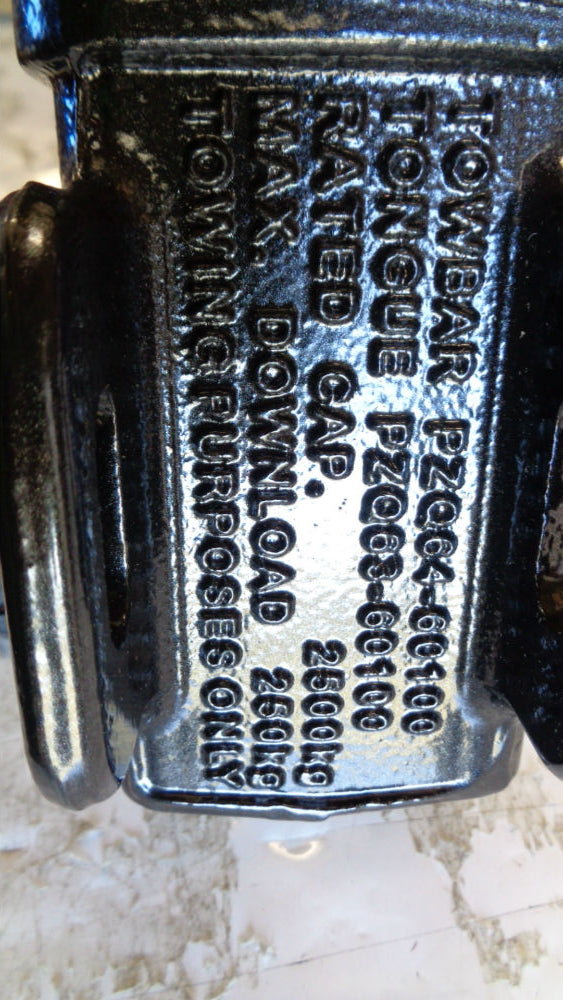 TOWBAR PZQ64-60100
TONGUE PZQ63-60100
RATED CAP. 2500kg
MAX. DOWNLOAD 250kg
TOWING PURPOSES ONLY